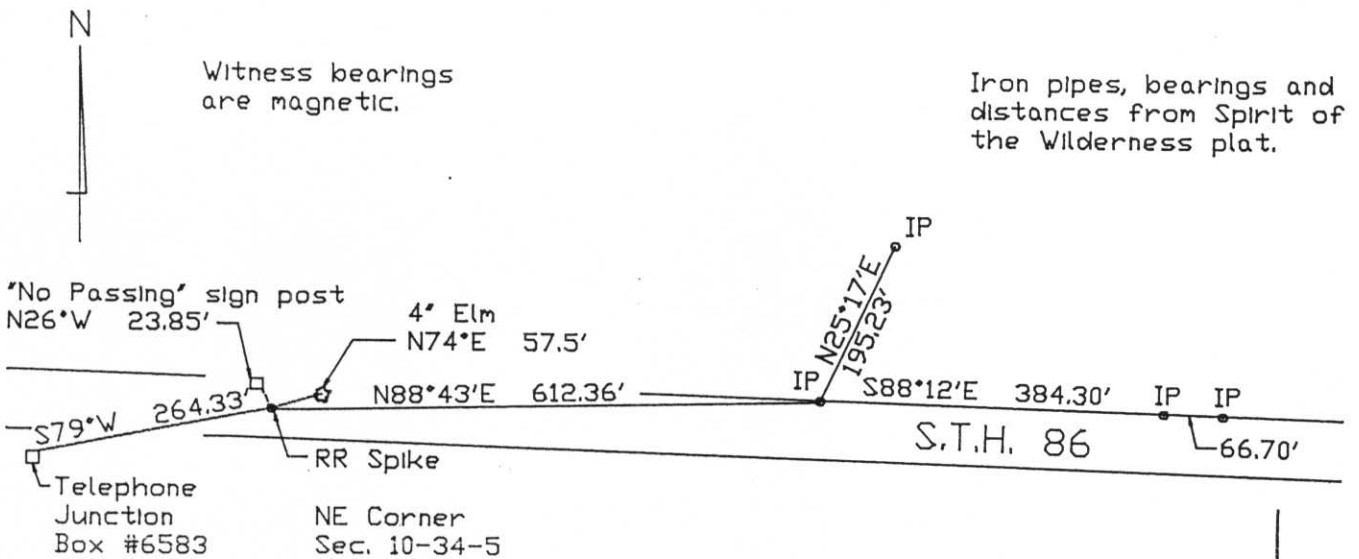 N
Witness bearings
are magnetic.
Iron pipes, bearings and
distances from Spirit of
the Wilderness plat.
IP
"No Passing" sign post
N26°W 23.85'
4" Elm
N74°E 57.5'
N25°17'E
195.23'
IP
S79°W 264.33'
N88°43'E 612.36'
S88°12'E 384.30'
IP IP
S.T.H. 86
66.70'
RR Spike
Telephone
Junction
Box #6583
NE Corner
Sec. 10-34-5